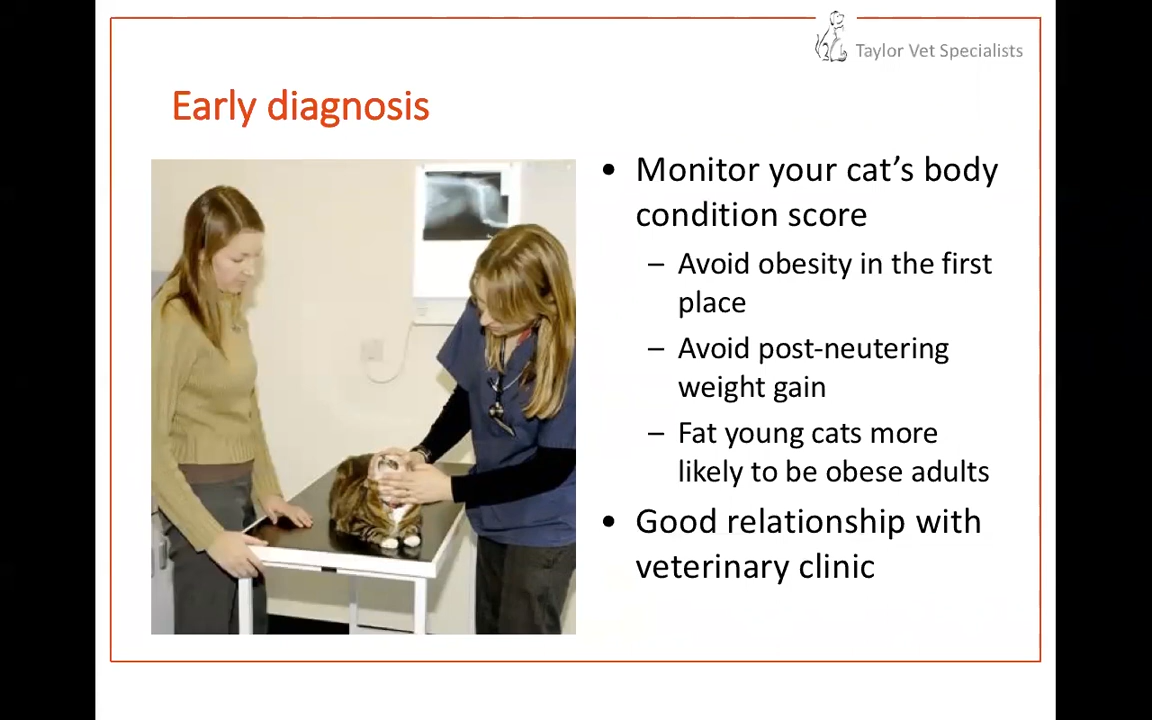 Taylor Vet Specialists
Early diagnosis
• Monitor your cat’s body
condition score
– Avoid obesity in the first
place
– Avoid post-neutering
weight gain
– Fat young cats more
likely to be obese adults
• Good relationship with
veterinary clinic